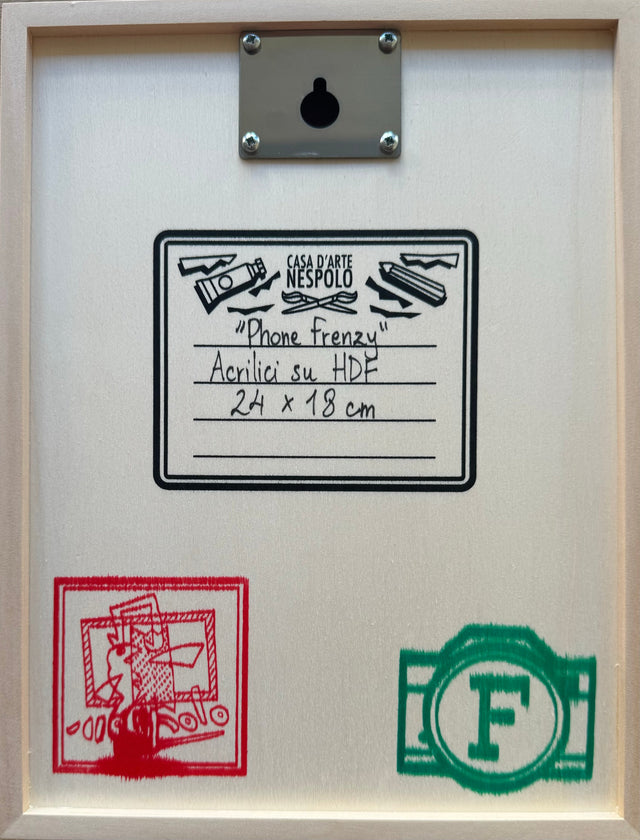 CASA D'ARTE
NESPOLO
"Phone Frenzy"
Acrilici su HDF
24 x 18 cm
F